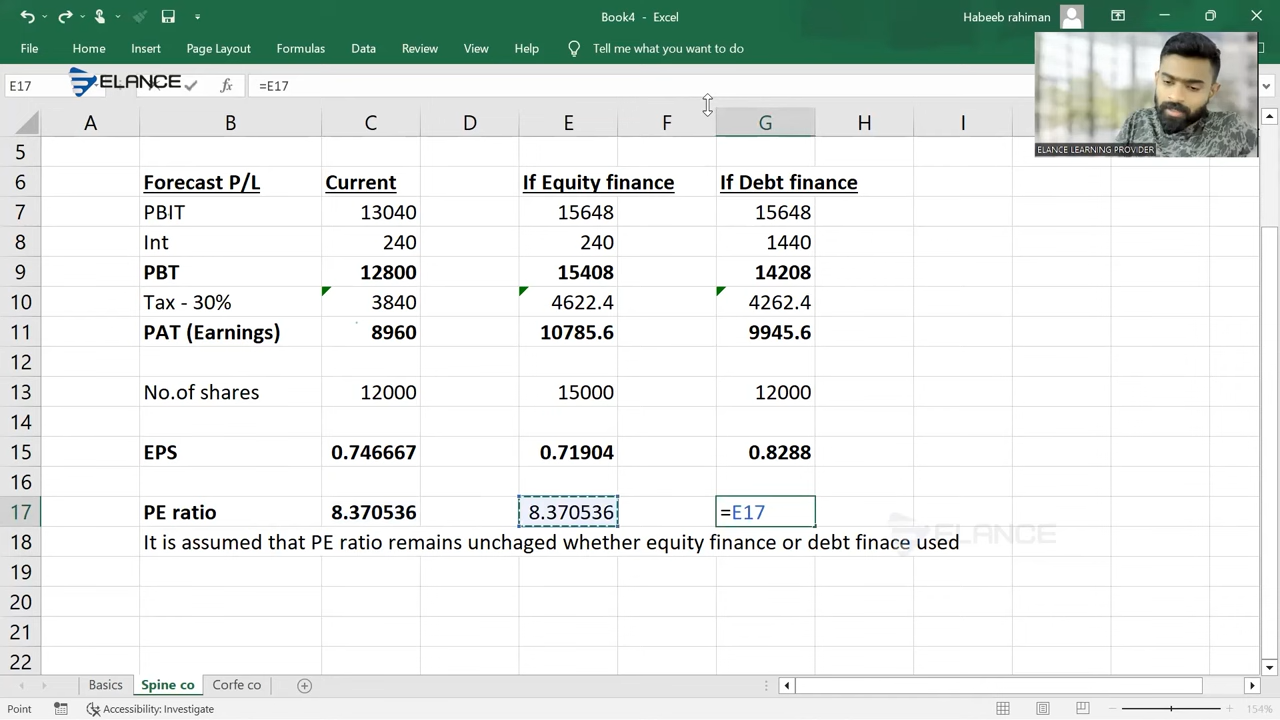 Book4 - Excel
Habeeb rahiman
File Home Insert Page Layout Formulas Data Review View Help Tell me what you want to do
E17 ELANCE fx =E17
ELANCE LEARNING PROVIDER
A B C D E F G H I
5
6 Forecast P/L Current If Equity finance If Debt finance
7 PBIT 13040 15648 15648
8 Int 240 240 1440
9 PBT 12800 15408 14208
10 Tax - 30% 3840 4622.4 4262.4
11 PAT (Earnings) 8960 10785.6 9945.6
12
13 No.of shares 12000 15000 12000
14
15 EPS 0.746667 0.71904 0.8288
16
17 PE ratio 8.370536 8.370536 =E17
18 It is assumed that PE ratio remains unchaged whether equity finance or debt finace used
ELANCE
19
20
21
22
Basics Spine co Corfe co
Point Accessibility: Investigate 154%